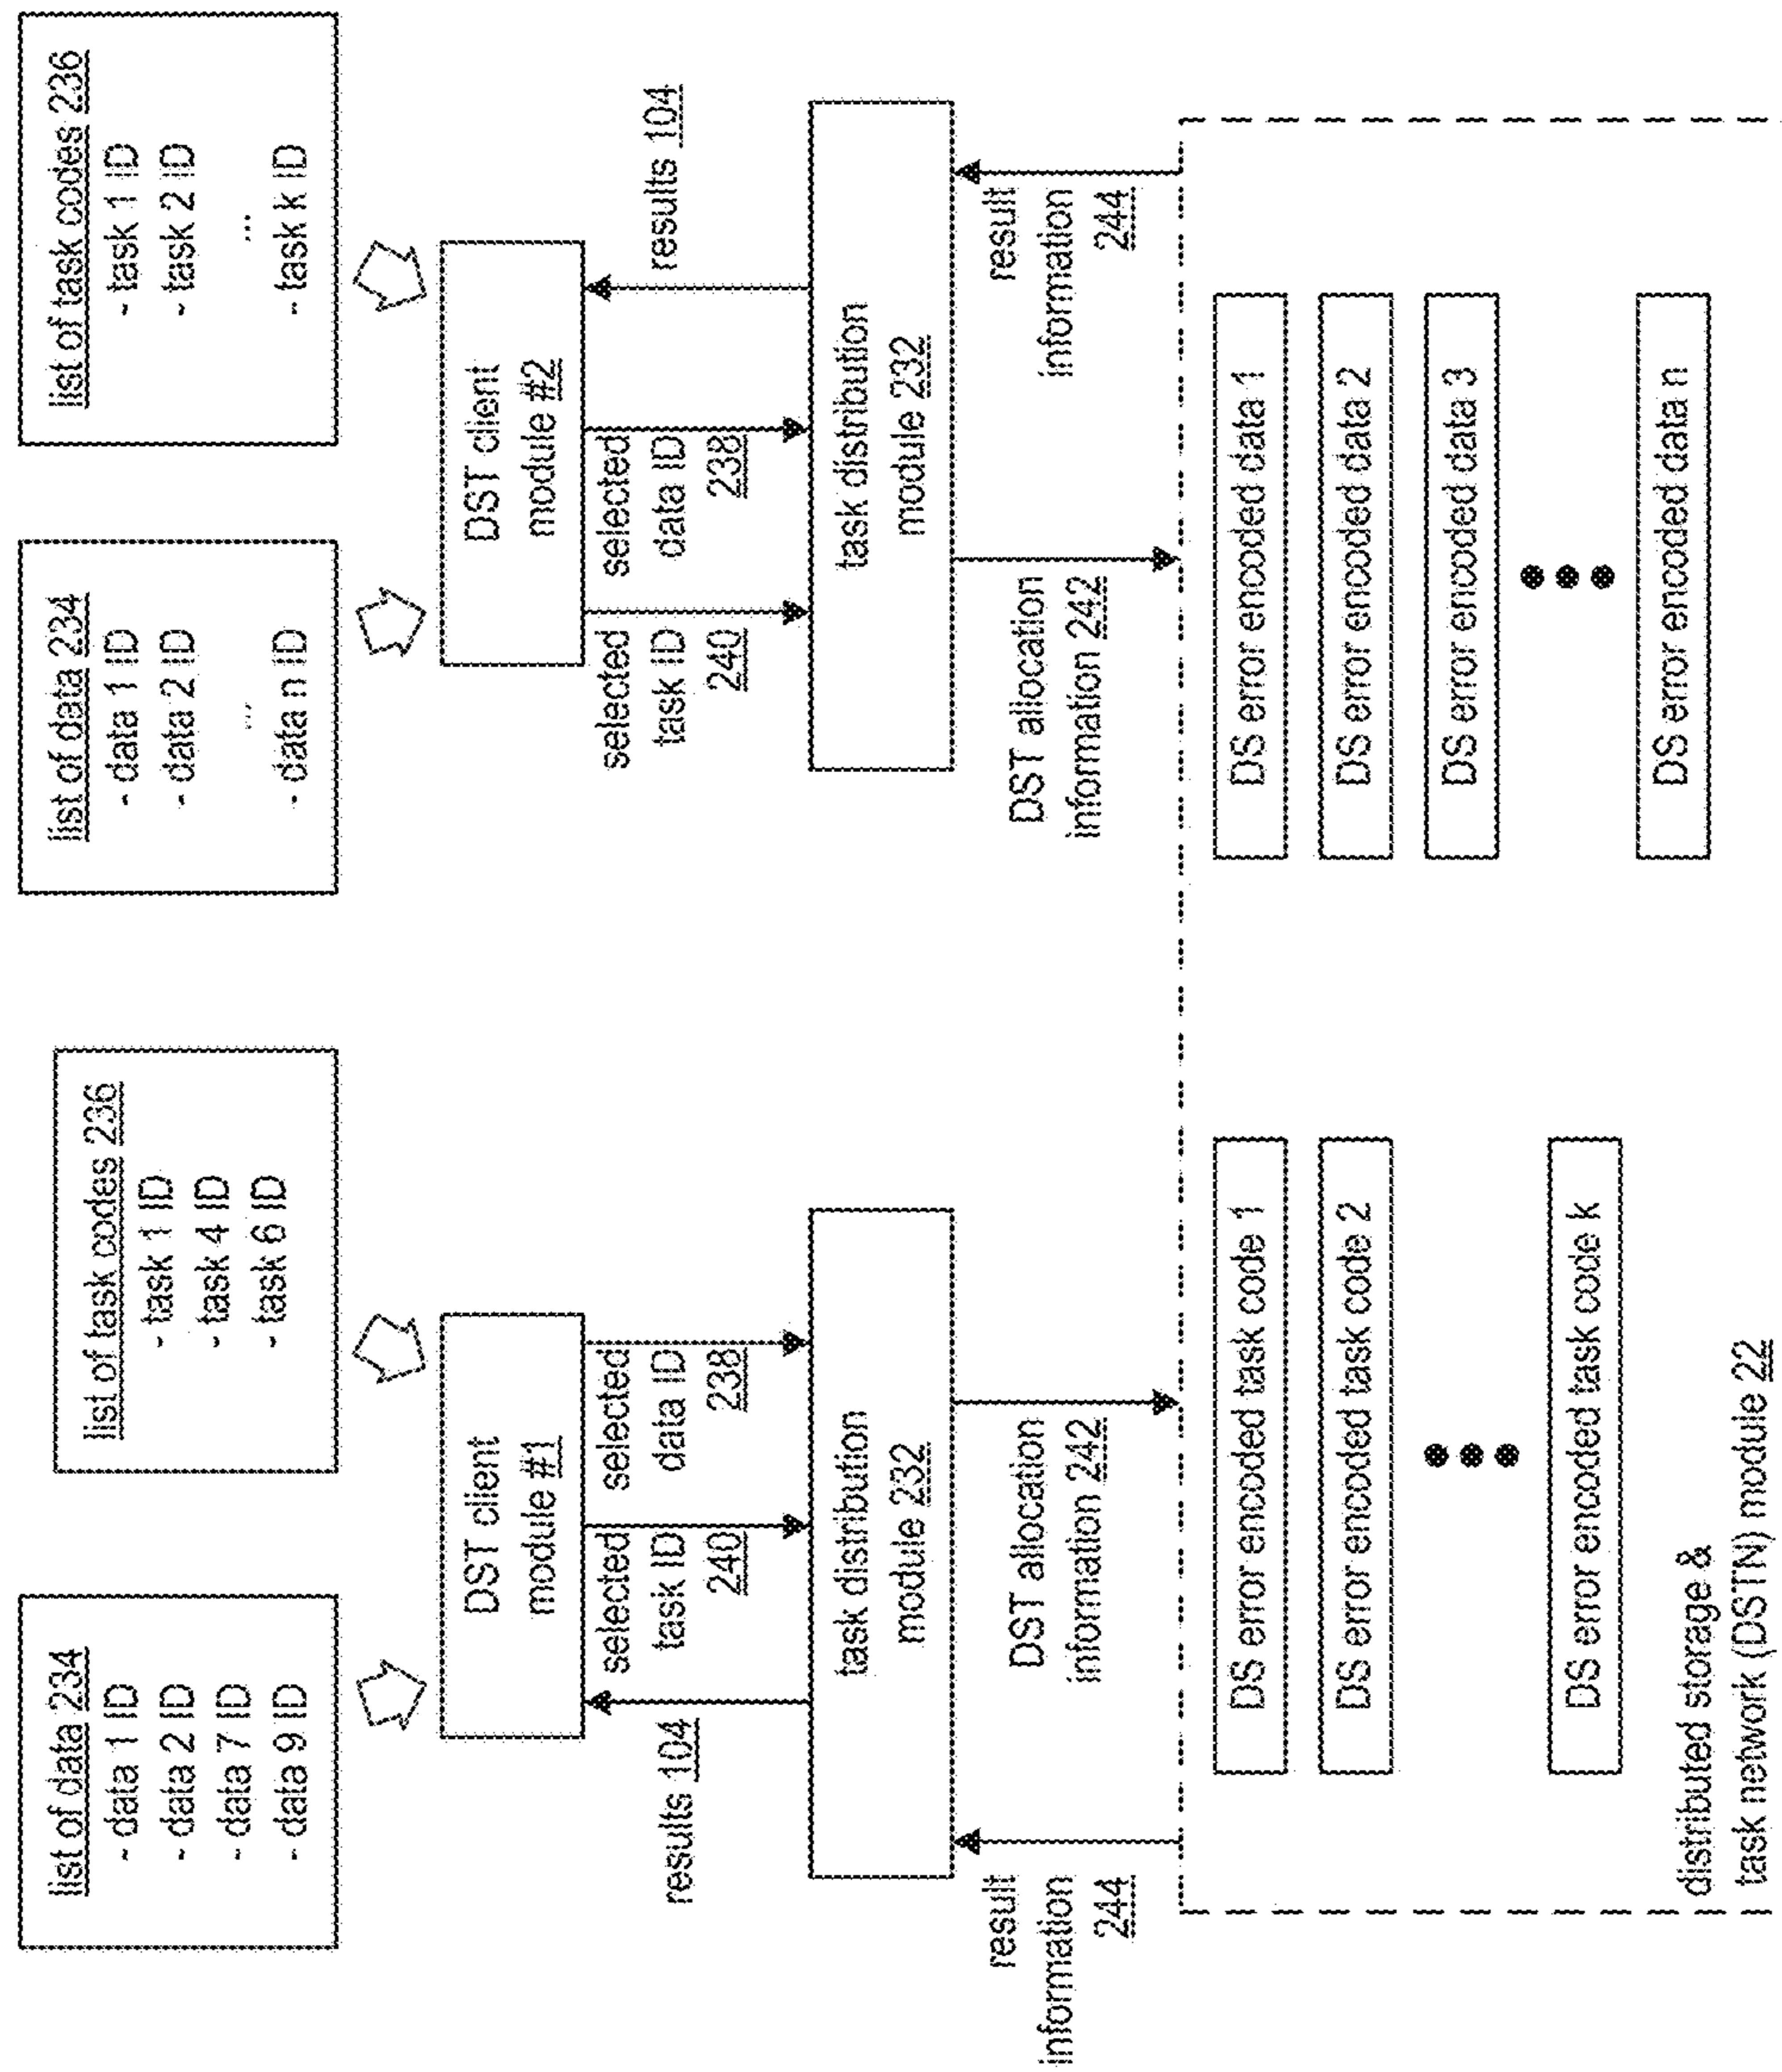 list of data 234
- data 1 ID
- data 2 ID
- data 7 ID
- data 9 ID
list of task codes 236
- task 1 ID
- task 4 ID
- task 6 ID
list of data 234
- data 1 ID
- data 2 ID
...
- data n ID
list of task codes 236
- task 1 ID
- task 2 ID
...
- task k ID
DST client
module #1
DST client
module #2
results 104
selected
task ID
240
selected
data ID
238
selected
task ID
240
selected
data ID
238
results 104
task distribution
module 232
task distribution
module 232
result
information
244
DST allocation
information 242
DST allocation
information 242
result
information
244
DS error encoded task code 1
DS error encoded task code 2
DS error encoded task code k
DS error encoded data 1
DS error encoded data 2
DS error encoded data 3
DS error encoded data n
distributed storage &
task network (DSTN) module 22